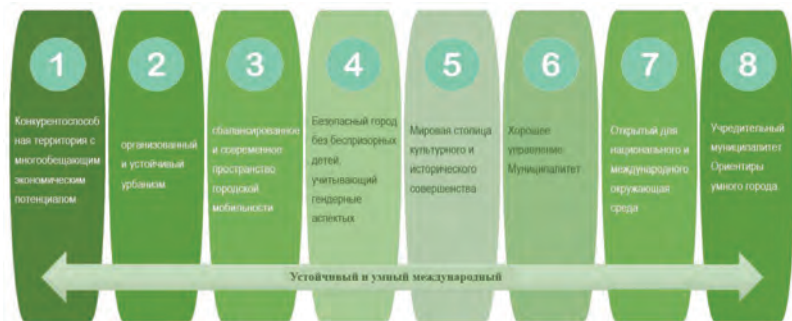 1
Конкурентоспособ
ная территория с
многообещающим
экономическим
потенциалом
2
организованный
и устойчивый
урбанизм
3
сбалансированное
и современное
пространство
городской
мобильности
4
Безопасный город
без беспризорных
детей,
учитывающий
гендерные
аспектых
5
Мировая столица
культурного и
исторического
совершенства
6
Хорошее
управление
Муниципалитет
7
Открытый для
национального и
международного
окружающая
среда
8
Учредительный
муниципалитет
Ориентиры
умного города
Устойчивый и умный международный